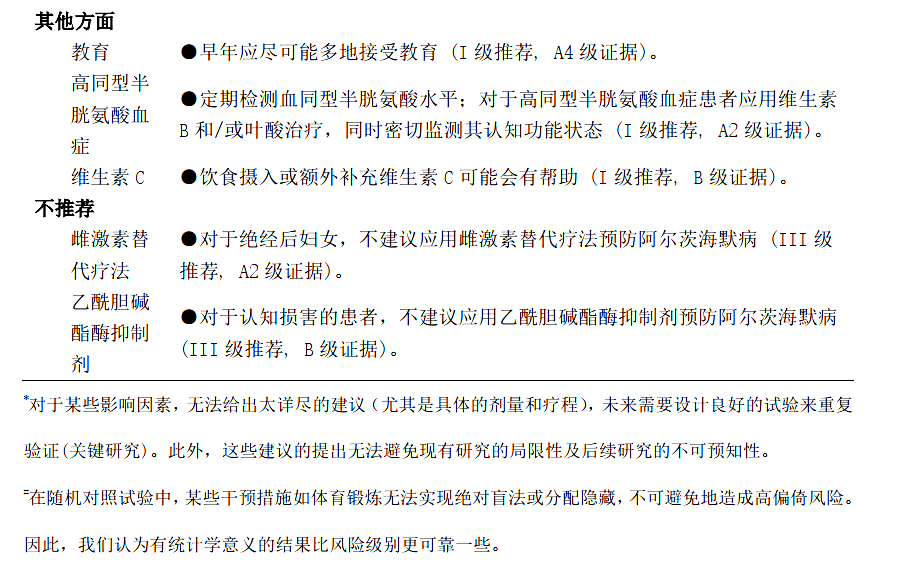 其他方面
教育 ●早年应尽可能多地接受教育 (I 级推荐, A4 级证据)。
高同型半
胱氨酸血
症
●定期检测血同型半胱氨酸水平；对于高同型半胱氨酸血症患者应用维生素
B 和/或叶酸治疗，同时密切监测其认知功能状态 (I 级推荐, A2 级证据)。
维生素 C ●饮食摄入或额外补充维生素 C 可能会有帮助 (I 级推荐, B 级证据)。
不推荐
雌激素替
代疗法
●对于绝经后妇女，不建议应用雌激素替代疗法预防阿尔茨海默病 (III 级
推荐, A2 级证据)。
乙酰胆碱
酯酶抑制
剂
●对于认知损害的患者，不建议应用乙酰胆碱酯酶抑制剂预防阿尔茨海默病
(III 级推荐, B 级证据)。
*对于某些影响因素，无法给出太详尽的建议（尤其是具体的剂量和疗程），未来需要设计良好的试验来重复
验证(关键研究)。此外，这些建议的提出无法避免现有研究的局限性及后续研究的不可预知性。
=在随机对照试验中，某些干预措施如体育锻炼无法实现绝对盲法或分配隐藏，不可避免地造成高偏倚风险。
因此，我们认为有统计学意义的结果比风险级别更可靠一些。